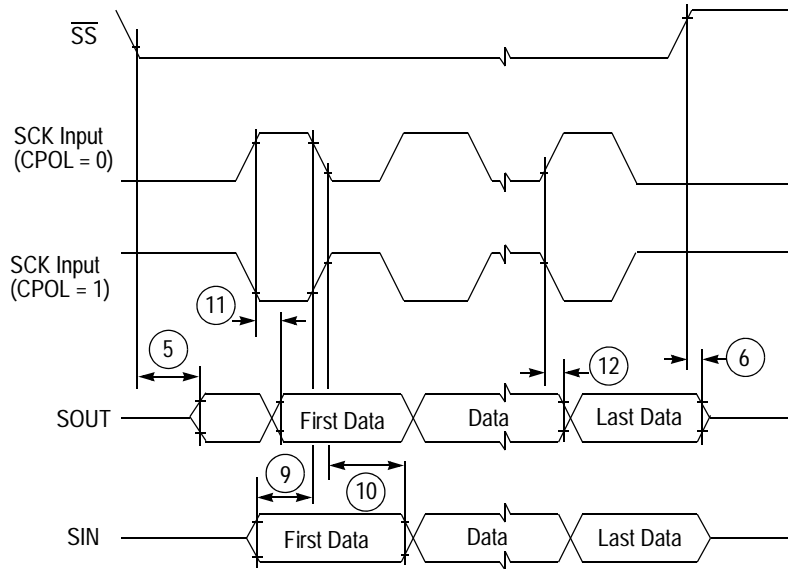 SS
SCK Input
(CPOL = 0)
SCK Input
(CPOL = 1)
11
5
12
6
SOUT
First Data
Data
Last Data
9
10
SIN
First Data
Data
Last Data